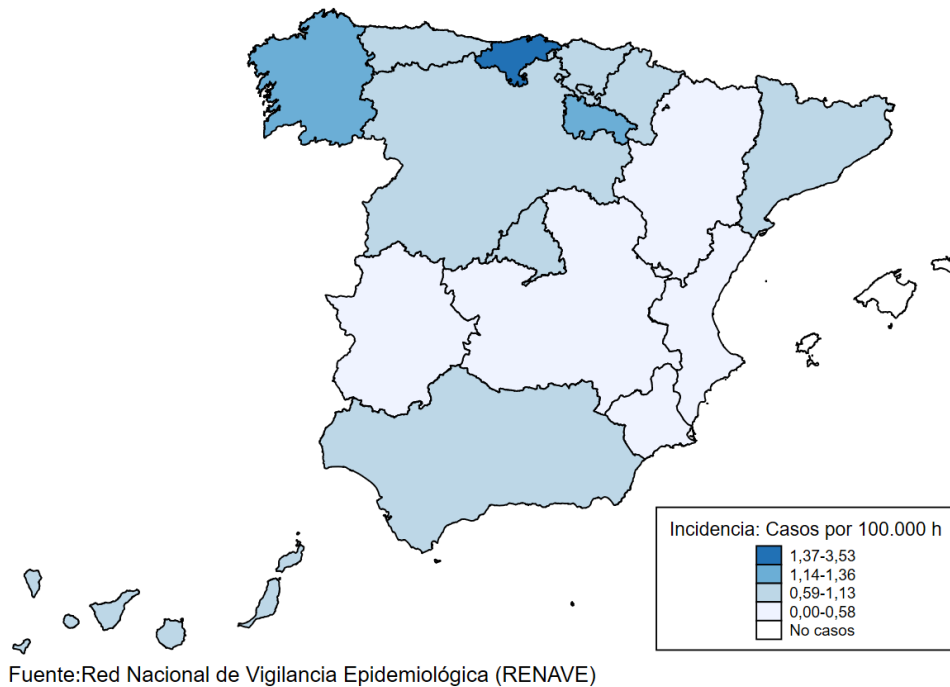 Incidencia: Casos por 100.000 h
1,37-3,53
1,14-1,36
0,59-1,13
0,00-0,58
No casos
Fuente:Red Nacional de Vigilancia Epidemiológica (RENAVE)